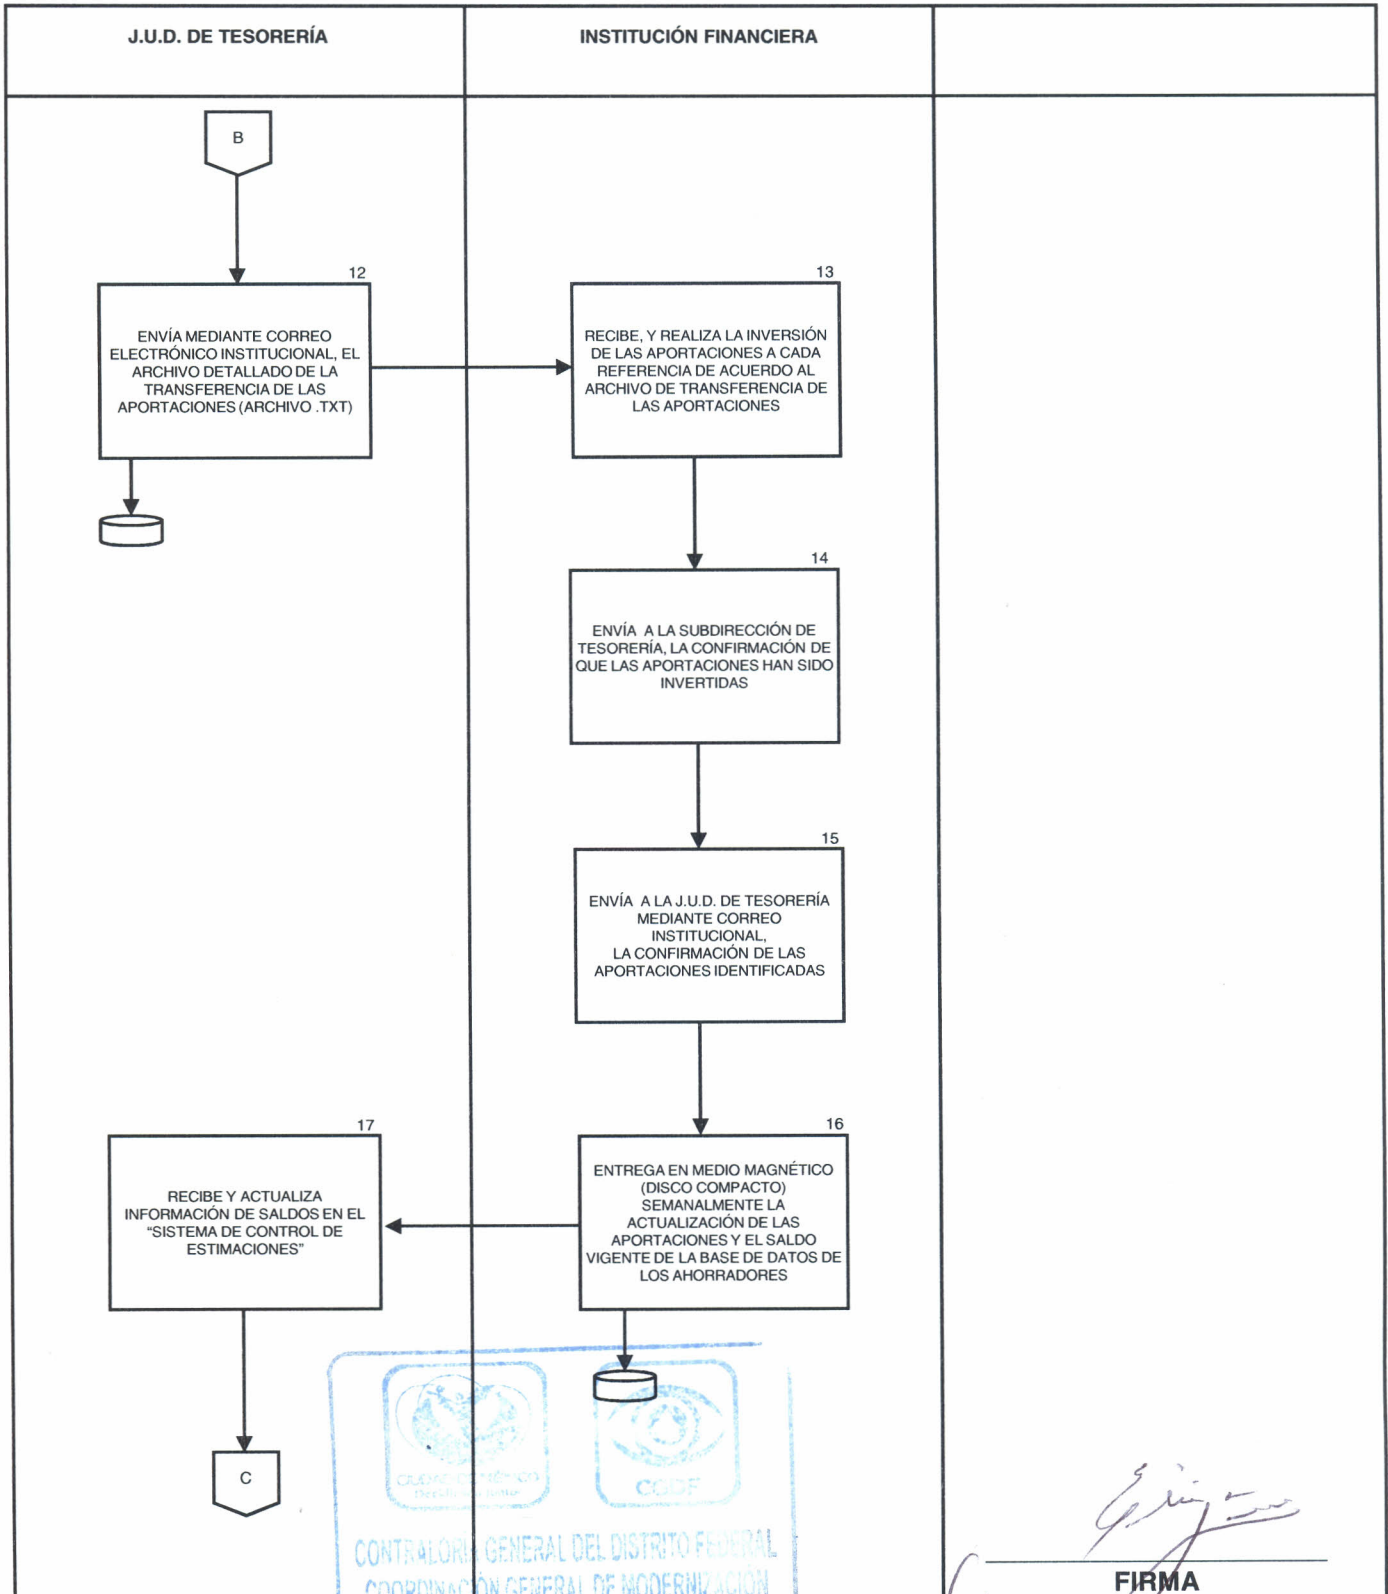 J.U.D. DE TESORERÍA
INSTITUCIÓN FINANCIERA
B
12
ENVÍA MEDIANTE CORREO
ELECTRÓNICO INSTITUCIONAL, EL
ARCHIVO DETALLADO DE LA
TRANSFERENCIA DE LAS
APORTACIONES (ARCHIVO .TXT)
13
RECIBE, Y REALIZA LA INVERSIÓN
DE LAS APORTACIONES A CADA
REFERENCIA DE ACUERDO AL
ARCHIVO DE TRANSFERENCIA DE
LAS APORTACIONES
14
ENVÍA A LA SUBDIRECCIÓN DE
TESORERÍA, LA CONFIRMACIÓN DE
QUE LAS APORTACIONES HAN SIDO
INVERTIDAS
15
ENVÍA A LA J.U.D. DE TESORERÍA
MEDIANTE CORREO
INSTITUCIONAL,
LA CONFIRMACIÓN DE LAS
APORTACIONES IDENTIFICADAS
16
ENTREGA EN MEDIO MAGNÉTICO
(DISCO COMPACTO)
SEMANALMENTE LA
ACTUALIZACIÓN DE LAS
APORTACIONES Y EL SALDO
VIGENTE DE LA BASE DE DATOS DE
LOS AHORRADORES
17
RECIBE Y ACTUALIZA
INFORMACIÓN DE SALDOS EN EL
“SISTEMA DE CONTROL DE
ESTIMACIONES”
C
CGDF
CONTRALORIA GENERAL DEL DISTRITO FEDERAL
COORDINACIÓN GENERAL DE MODERNIZACIÓN
FIRMA